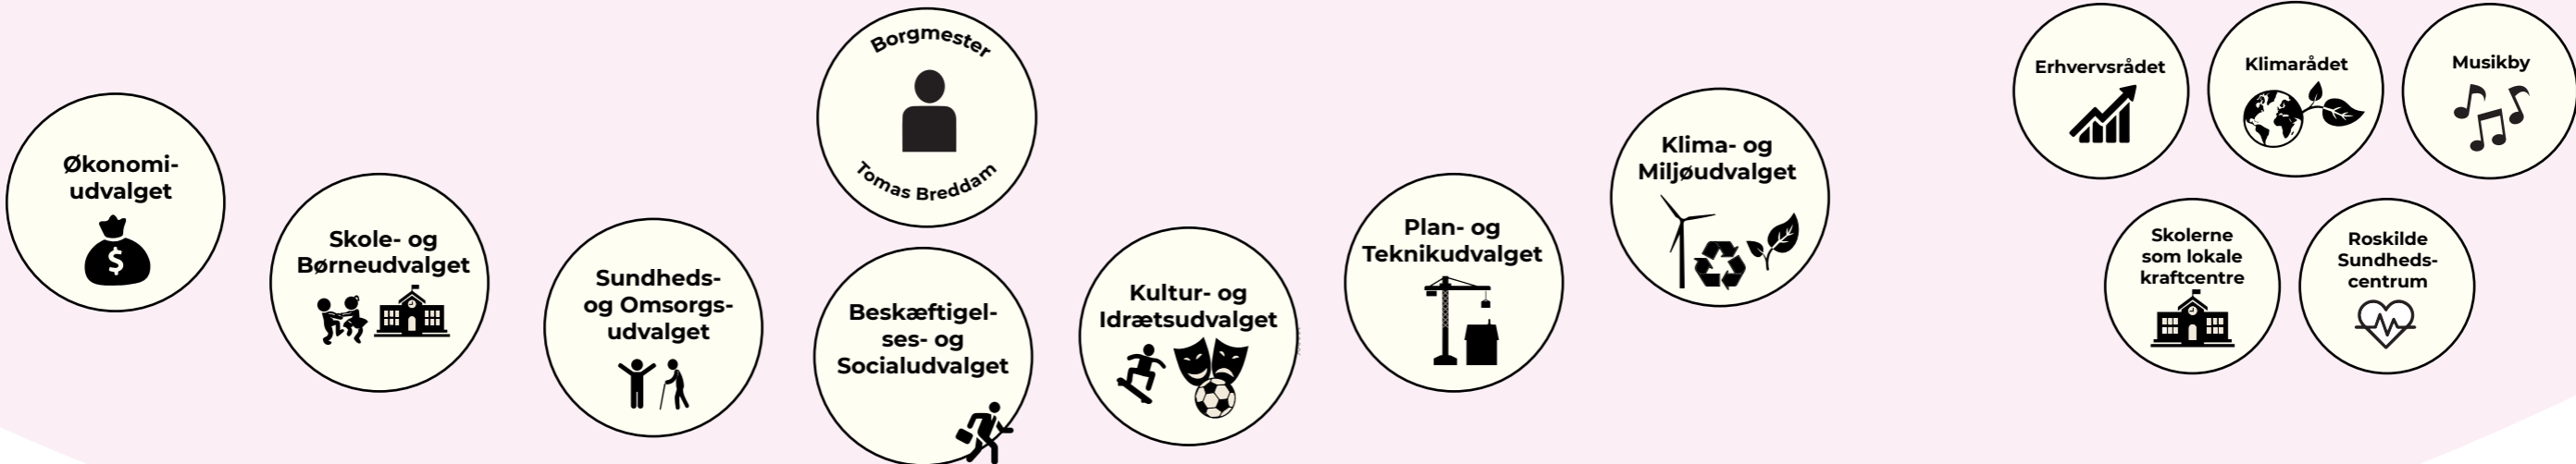 Økonomi-
udvalget
$
Skole- og
Børneudvalget
Sundheds-
og Omsorgs-
udvalget
Borgmester
Tomas Breddam
Beskæftigel-
ses- og
Socialudvalget
Kultur- og
Idrætsudvalget
Plan- og
Teknikudvalget
Klima- og
Miljøudvalget
Erhvervsrådet
Klimarådet
Musikby
Skolerne
som lokale
kraftcentre
Roskilde
Sundheds-
centrum